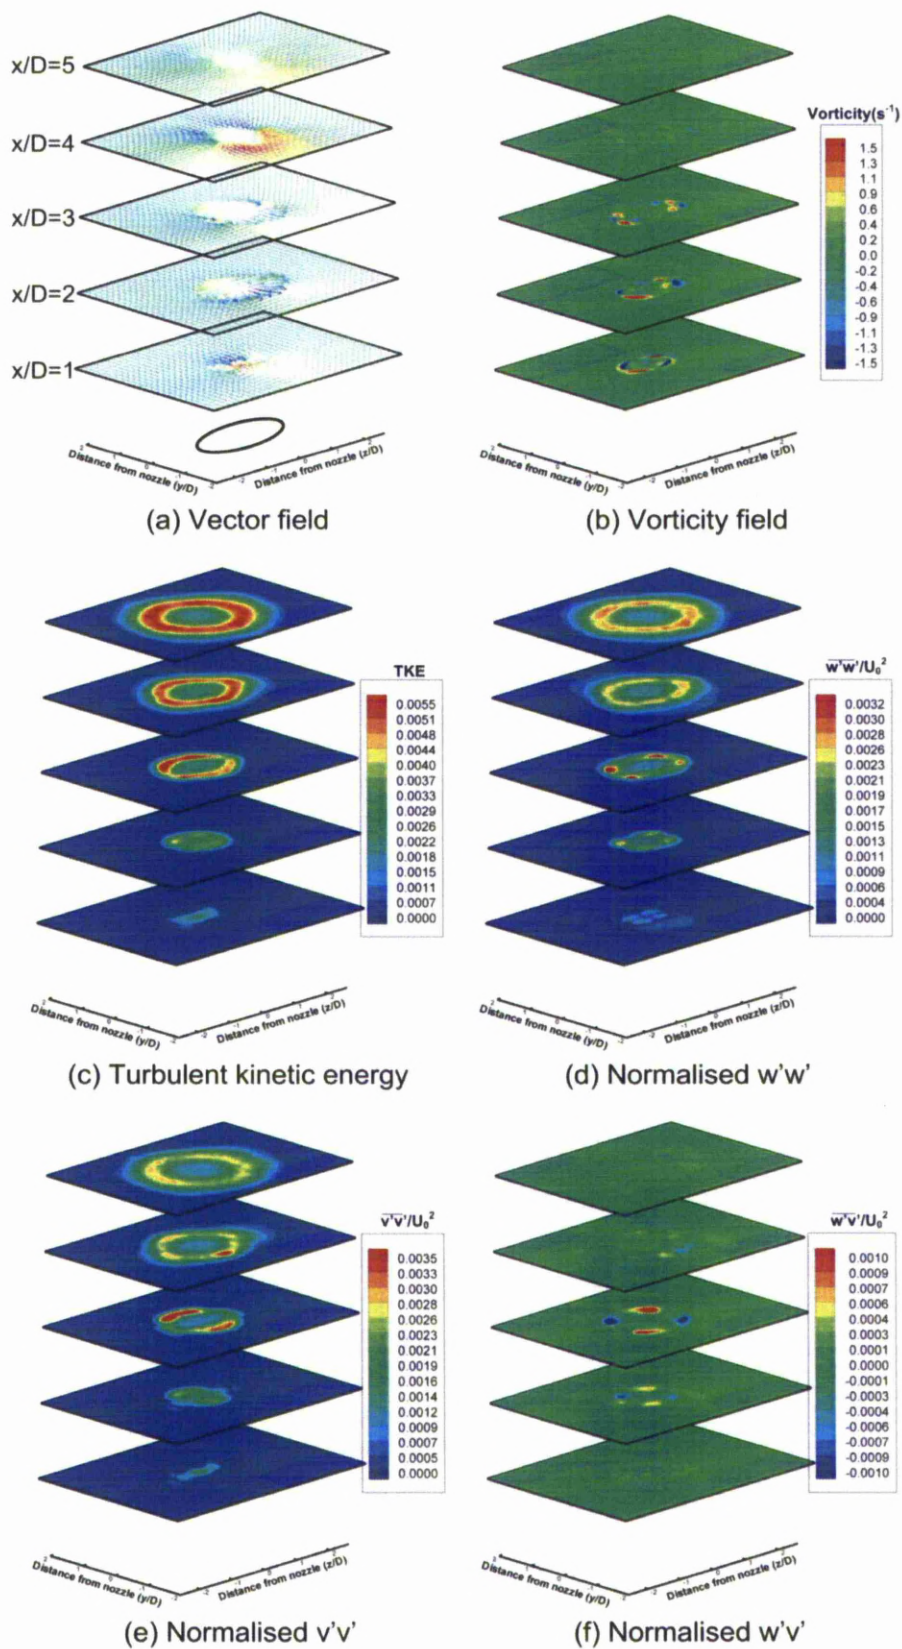 x/D=5
x/D=4
x/D=3
x/D=2
x/D=1
Distance from nozzle (y/D)
Distance from nozzle (z/D)
(a) Vector field
Vorticity(s⁻¹)
1.5
1.3
1.1
0.9
0.6
0.4
0.2
0.0
-0.2
-0.4
-0.6
-0.9
-1.1
-1.3
-1.5
Distance from nozzle (y/D)
Distance from nozzle (z/D)
(b) Vorticity field
TKE
0.0055
0.0051
0.0048
0.0044
0.0040
0.0037
0.0033
0.0029
0.0026
0.0022
0.0018
0.0015
0.0011
0.0007
0.0000
Distance from nozzle (y/D)
Distance from nozzle (z/D)
(c) Turbulent kinetic energy
w'w'/U₀²
0.0032
0.0030
0.0028
0.0026
0.0023
0.0021
0.0019
0.0017
0.0015
0.0013
0.0011
0.0009
0.0006
0.0004
0.0000
Distance from nozzle (y/D)
Distance from nozzle (z/D)
(d) Normalised w'w'
v'v'/U₀²
0.0035
0.0033
0.0030
0.0028
0.0026
0.0023
0.0021
0.0019
0.0016
0.0014
0.0012
0.0009
0.0007
0.0005
0.0000
Distance from nozzle (y/D)
Distance from nozzle (z/D)
(e) Normalised v'v'
w'v'/U₀²
0.0010
0.0009
0.0007
0.0006
0.0004
0.0003
0.0001
0.0000
-0.0001
-0.0003
-0.0004
-0.0006
-0.0007
-0.0009
-0.0010
Distance from nozzle (y/D)
Distance from nozzle (z/D)
(f) Normalised w'v'